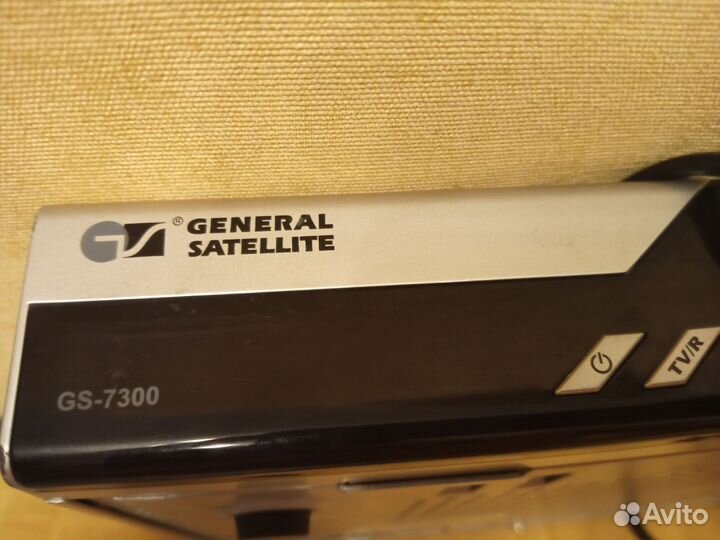 ® GENERAL
SATELLITE
GS-7300
TV/R
Avito